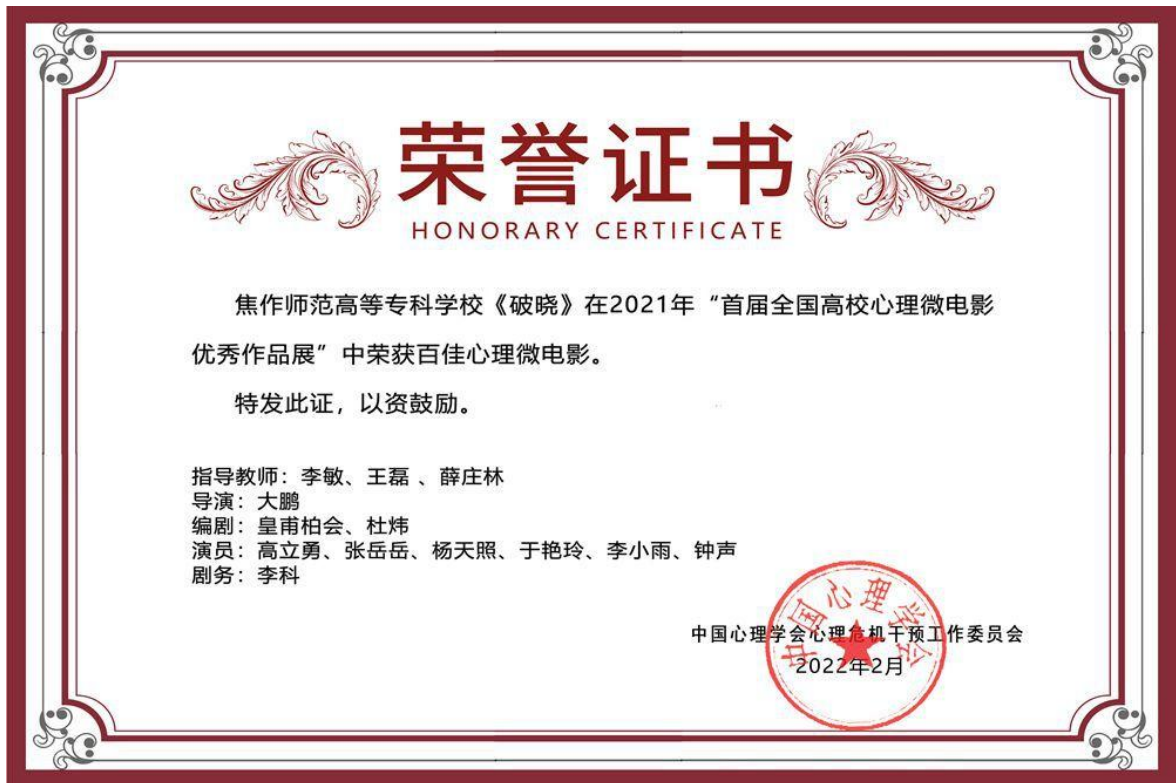 荣誉证书
HONORARY CERTIFICATE
焦作师范高等专科学校《破晓》在2021年“首届全国高校心理微电影
优秀作品展”中荣获百佳心理微电影。
特发此证，以资鼓励。
指导教师：李敏、王磊 、薛庄林
导演：大鹏
编剧：皇甫柏会、杜炜
演员：高立勇、张岳岳、杨天照、于艳玲、李小雨、钟声
剧务：李科
中国心理学会
中国心理学会心理危机干预工作委员会
2022年2月